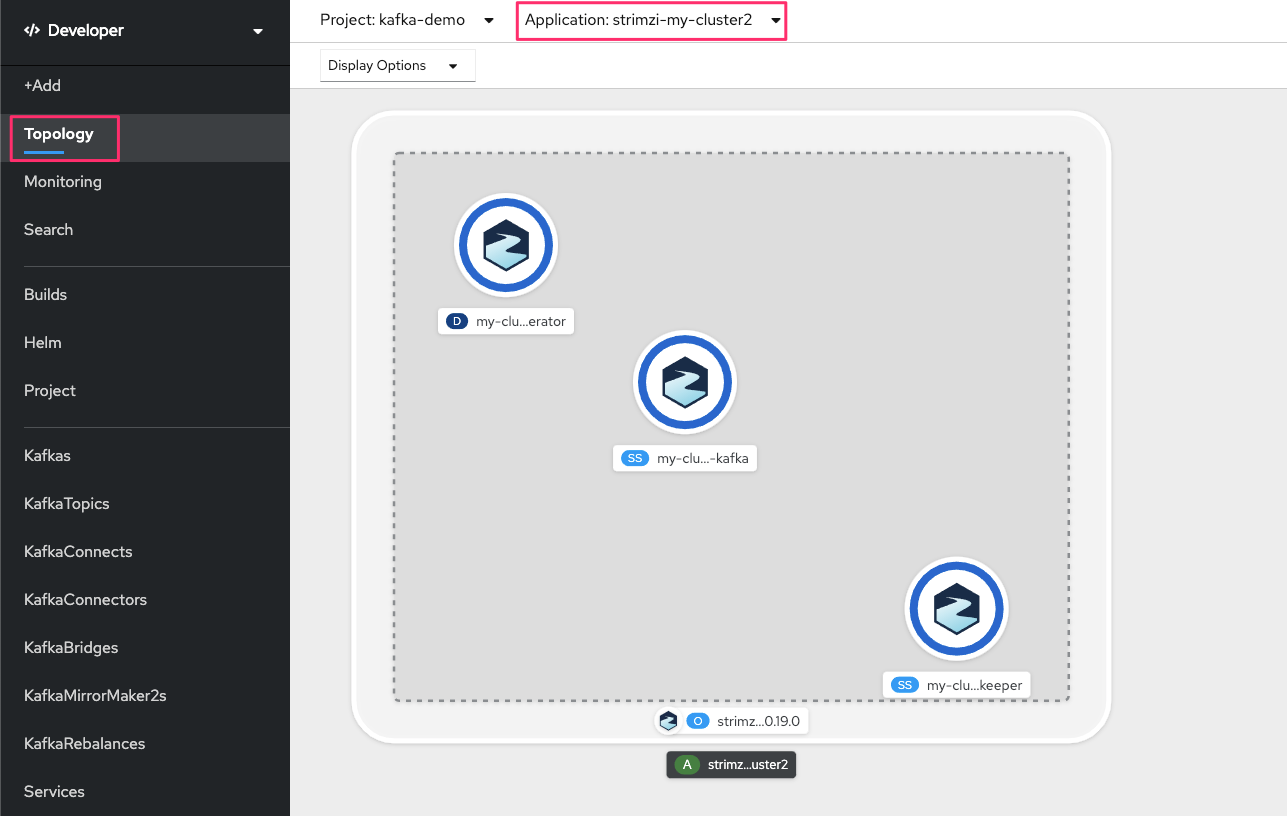 Developer
+Add
Topology
Monitoring
Search
Builds
Helm
Project
Kafkas
KafkaTopics
KafkaConnects
KafkaConnectors
KafkaBridges
KafkaMirrorMaker2s
KafkaRebalances
Services
Project: kafka-demo
Application: strimzi-my-cluster2
Display Options
D my-clu...erator
SS my-clu...-kafka
SS my-clu...keeper
O strimz...0.19.0
A strimz...uster2